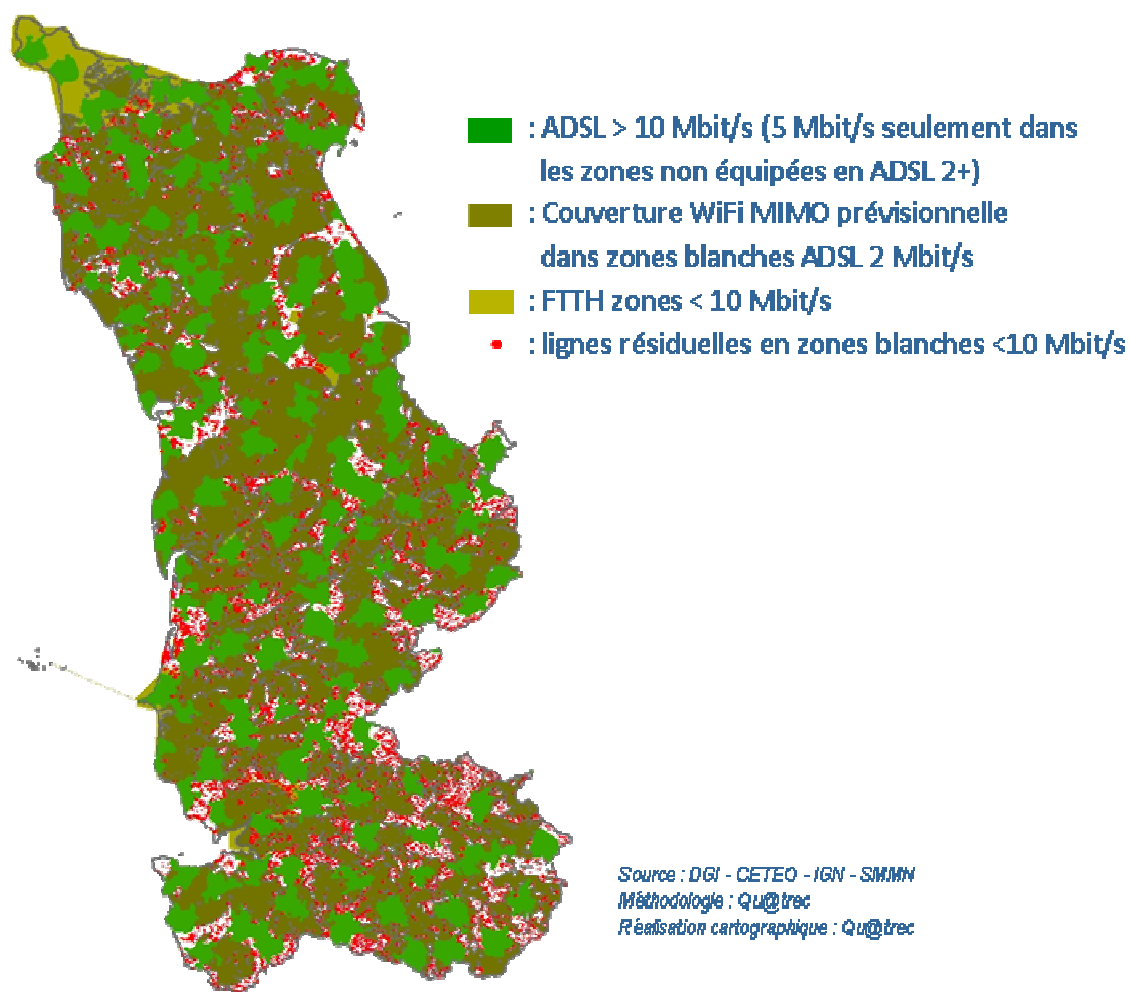 : ADSL > 10 Mbit/s (5 Mbit/s seulement dans
les zones non équipées en ADSL 2+)
: Couverture WiFi MIMO prévisionnelle
dans zones blanches ADSL 2 Mbit/s
: FTTH zones < 10 Mbit/s
: lignes résiduelles en zones blanches <10 Mbit/s
Source : DGI - CETEO - IGN - SMMN
Méthodologie : Qu@trec
Réalisation cartographique : Qu@trec